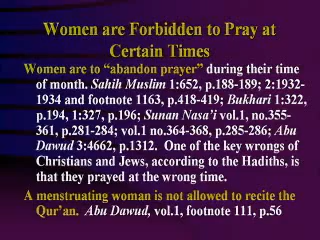 Women are Forbidden to Pray at
Certain Times
Women are to “abandon prayer” during their time
of month. Sahih Muslim 1:652, p.188-189; 2:1932-
1934 and footnote 1163, p.418-419; Bukhari 1:322,
p.194, 1:327, p.196; Sunan Nasa’i vol.1, no.355-
361, p.281-284; vol.1 no.364-368, p.285-286; Abu
Dawud 3:4662, p.1312.  One of the key wrongs of
Christians and Jews, according to the Hadiths, is
that they prayed at the wrong time.
A menstruating woman is not allowed to recite the
Qur’an.  Abu Dawud, vol.1, footnote 111, p.56